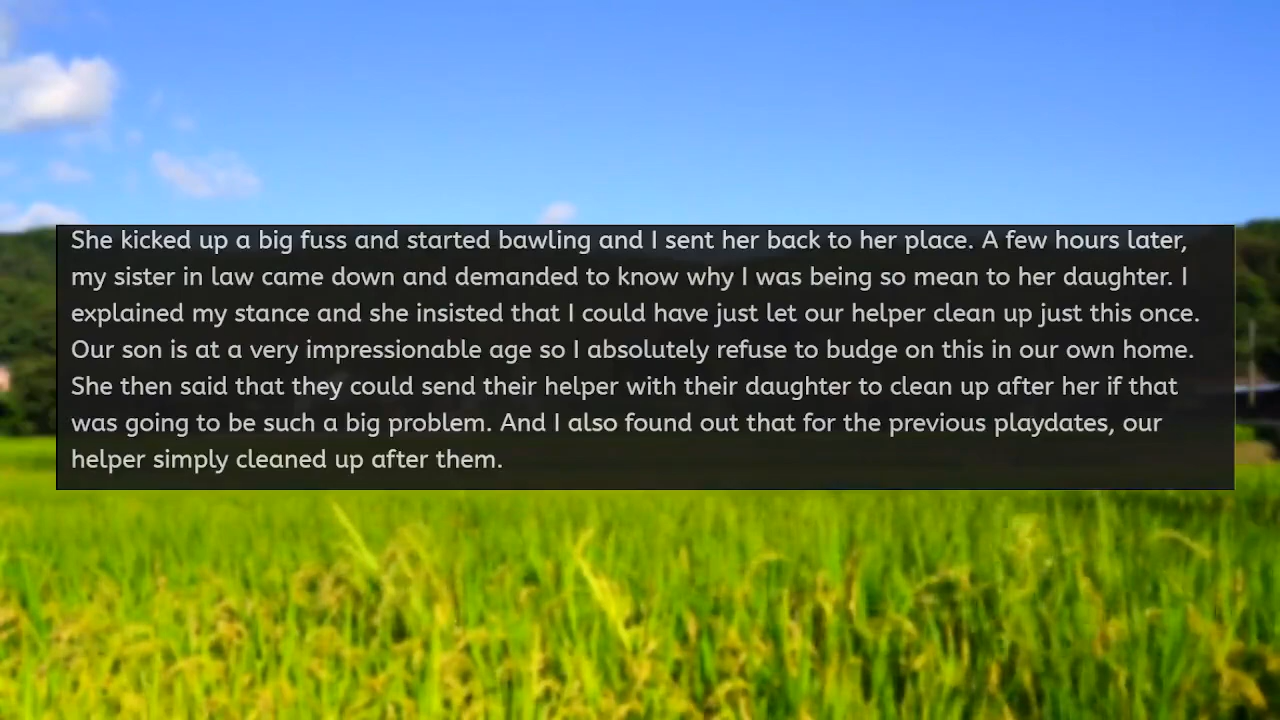 She kicked up a big fuss and started bawling and I sent her back to her place. A few hours later,
my sister in law came down and demanded to know why I was being so mean to her daughter. I
explained my stance and she insisted that I could have just let our helper clean up just this once.
Our son is at a very impressionable age so I absolutely refuse to budge on this in our own home.
She then said that they could send their helper with their daughter to clean up after her if that
was going to be such a big problem. And I also found out that for the previous playdates, our
helper simply cleaned up after them.